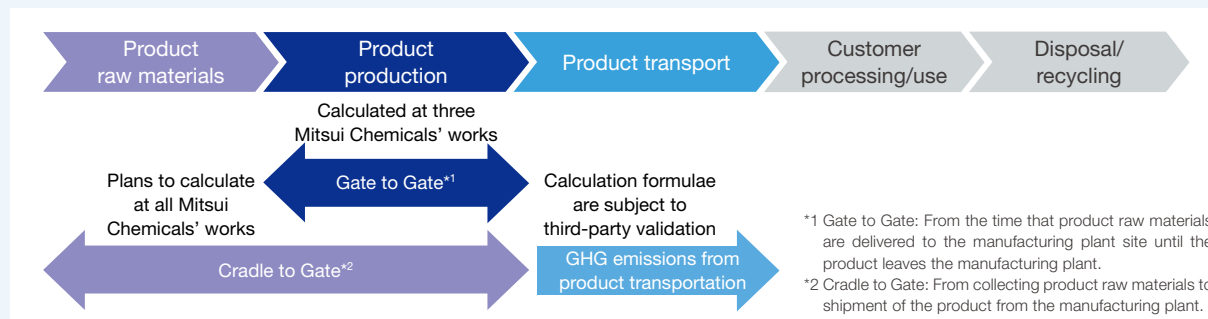 Product
raw materials
Product
production
Product transport
Customer
processing/use
Disposal/
recycling
Calculated at three
Mitsui Chemicals’ works
Gate to Gate*1
Plans to calculate
at all Mitsui
Chemicals’ works
Cradle to Gate*2
Calculation formulae
are subject to
third-party validation
GHG emissions from
product transportation
*1 Gate to Gate: From the time that product raw materials
are delivered to the manufacturing plant site until the
product leaves the manufacturing plant.
*2 Cradle to Gate: From collecting product raw materials to
shipment of the product from the manufacturing plant.